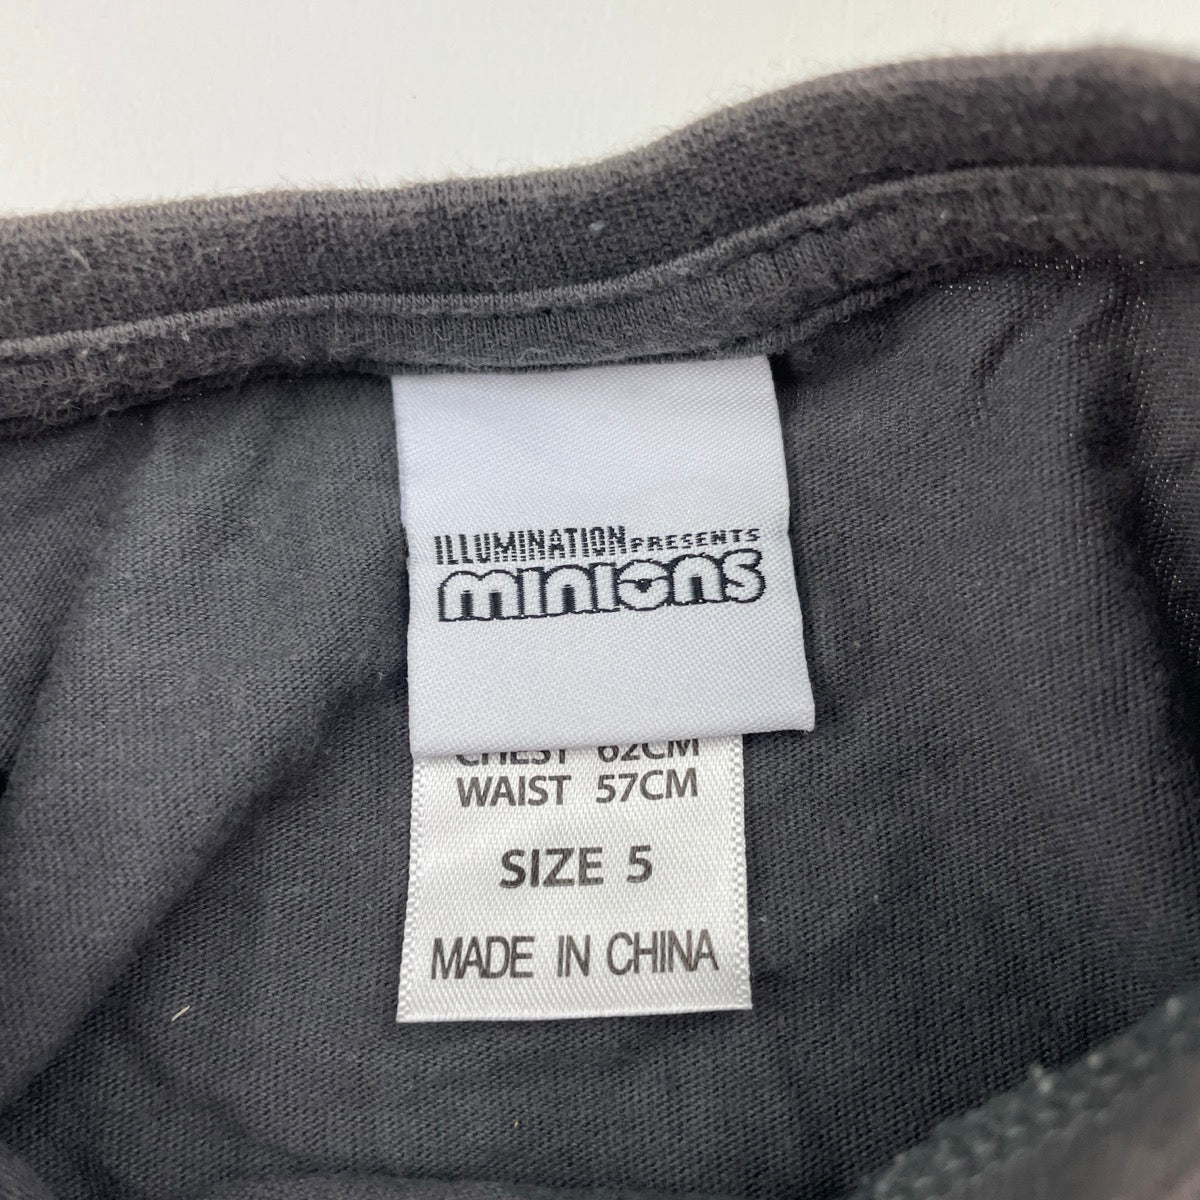 ILLUMINATION PRESENTS
minions
CHEST 62CM
WAIST 57CM
SIZE 5
MADE IN CHINA